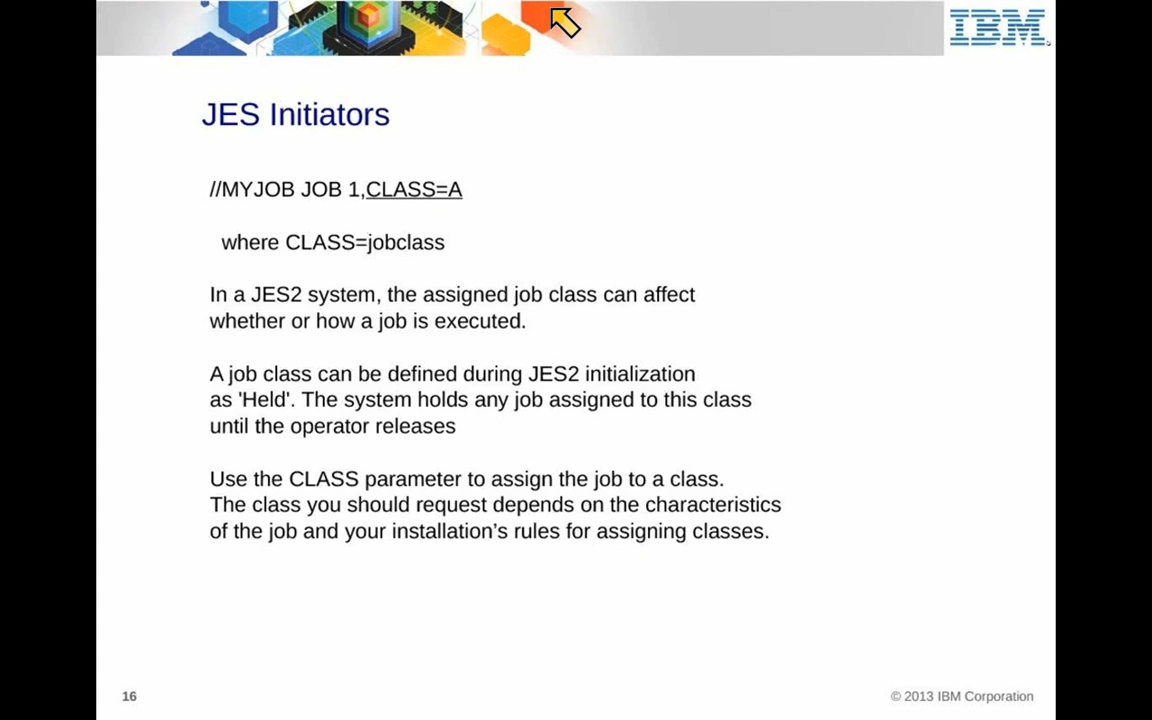 IBM
JES Initiators
//MYJOB JOB 1,CLASS=A
where CLASS=jobclass
In a JES2 system, the assigned job class can affect
whether or how a job is executed.
A job class can be defined during JES2 initialization
as 'Held'. The system holds any job assigned to this class
until the operator releases
Use the CLASS parameter to assign the job to a class.
The class you should request depends on the characteristics
of the job and your installation’s rules for assigning classes.
16
© 2013 IBM Corporation